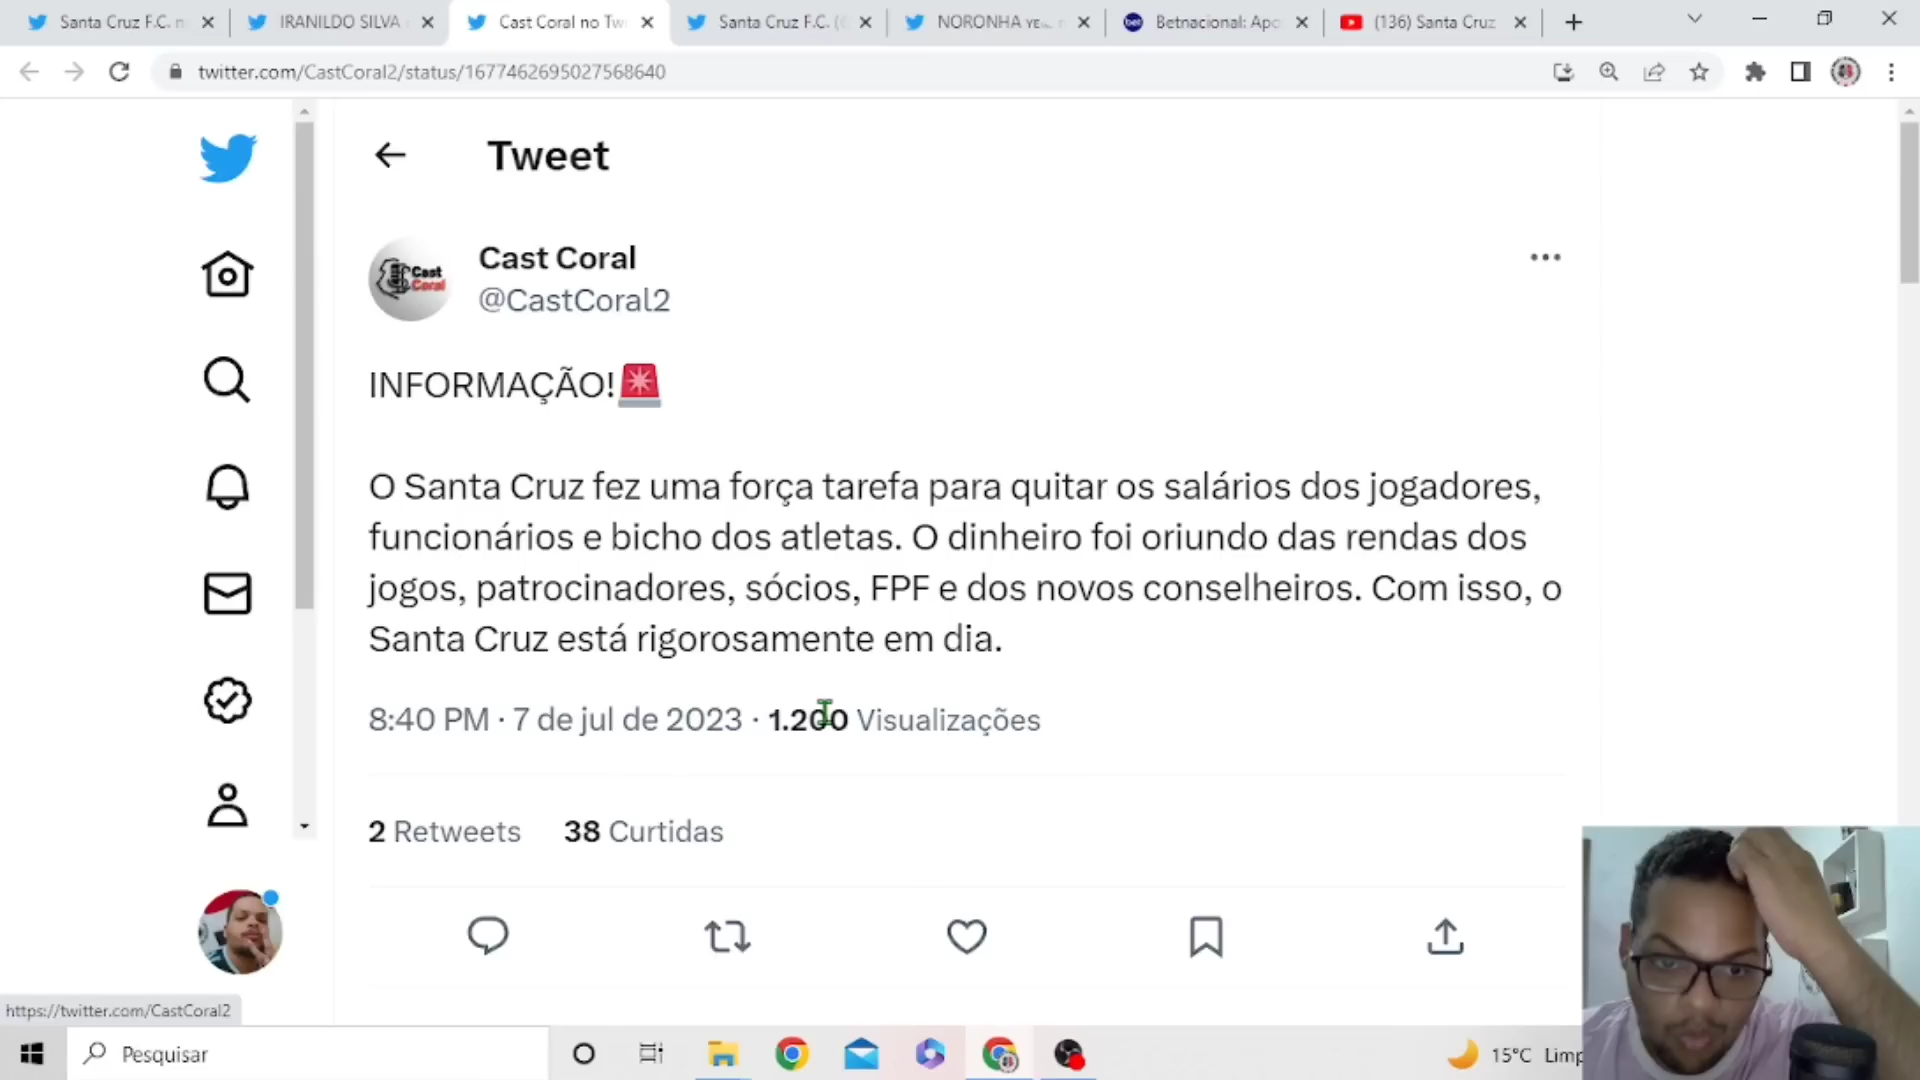 Santa Cruz F.C. n
IRANILDO SILVA
Cast Coral no Twi
Santa Cruz F.C. (
NORONHA
Betnacional: Apo
(136) Santa Cruz
twitter.com/CastCoral2/status/1677462695027568640
Tweet
Cast Coral
Cast
Coral
@CastCoral2
INFORMAÇÃO!🚨
O Santa Cruz fez uma força tarefa para quitar os salários dos jogadores,
funcionários e bicho dos atletas. O dinheiro foi oriundo das rendas dos
jogos, patrocinadores, sócios, FPF e dos novos conselheiros. Com isso, o
Santa Cruz está rigorosamente em dia.
8:40 PM · 7 de jul de 2023 · 1.200 Visualizações
2 Retweets 38 Curtidas
https://twitter.com/CastCoral2
Pesquisar
15°C Limp